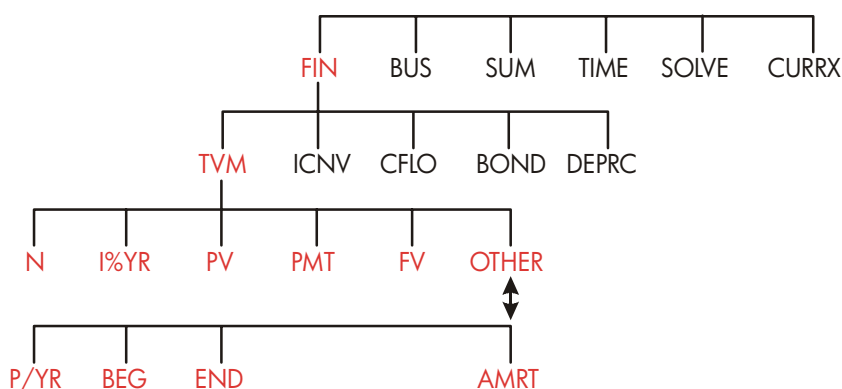 FIN BUS SUM TIME SOLVE CURRX
TVM ICNV CFLO BOND DEPRC
N I%YR PV PMT FV OTHER
P/YR BEG END AMRT